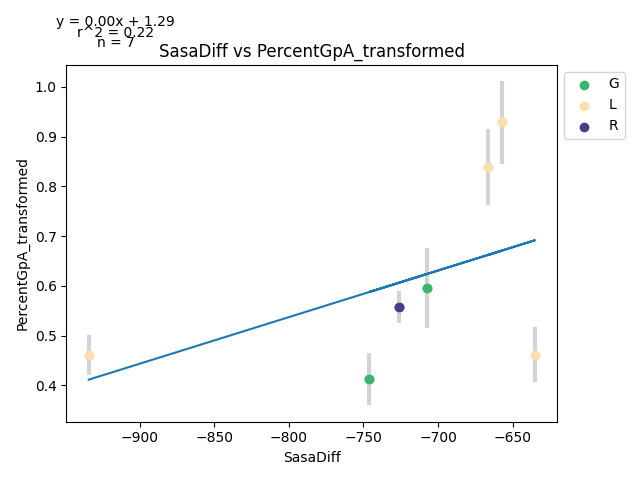 y = 0.00x + 1.29
r^2 = 0.22
n = 7
SasaDiff vs PercentGpA_transformed
G
L
R
PercentGpA_transformed
1.0
0.9
0.8
0.7
0.6
0.5
0.4
−900
−850
−800
−750
−700
−650
SasaDiff